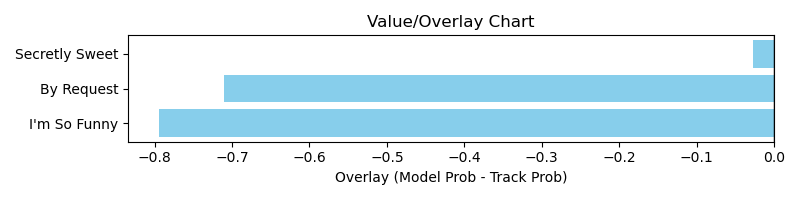 Value/Overlay Chart
Secretly Sweet
By Request
I'm So Funny
−0.8 −0.7 −0.6 −0.5 −0.4 −0.3 −0.2 −0.1 0.0
Overlay (Model Prob - Track Prob)